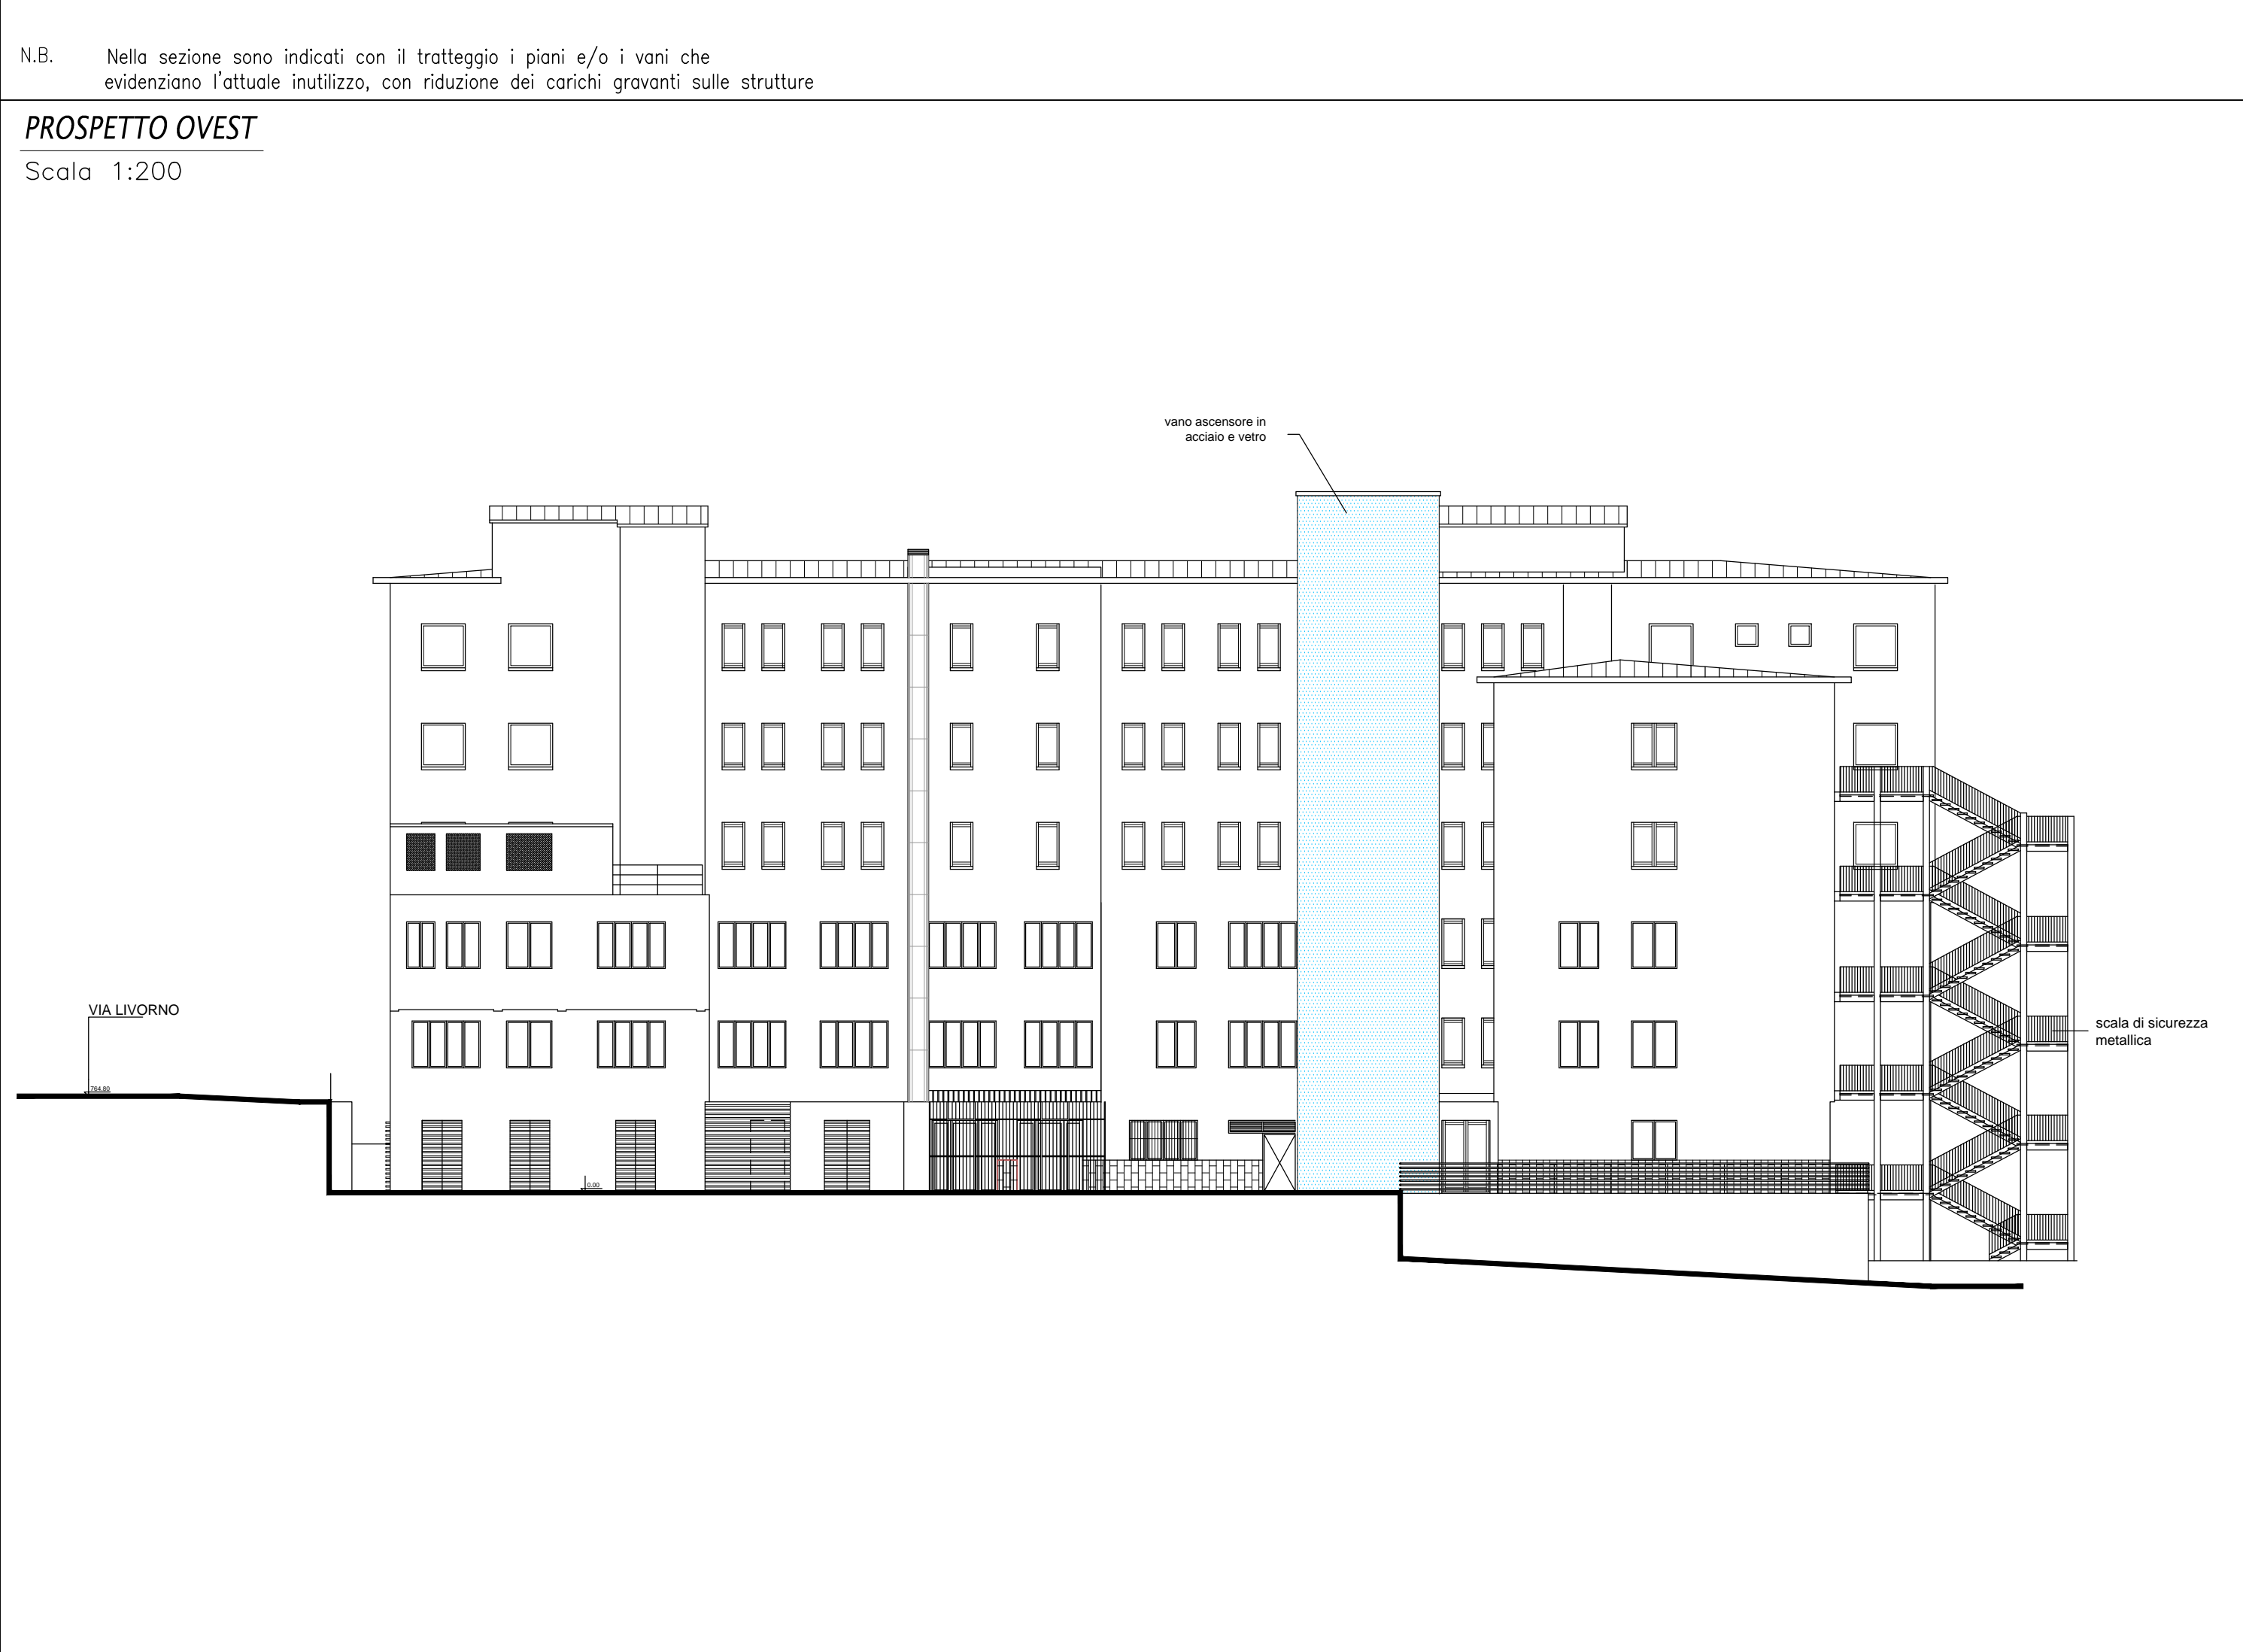 N.B. Nella sezione sono indicati con il tratteggio i piani e/o i vani che
evidenziano l'attuale inutilizzo, con riduzione dei carichi gravanti sulle strutture
PROSPETTO OVEST
Scala 1:200
vano ascensore in
acciaio e vetro
VIA LIVORNO
764.80
0.00
scala di sicurezza
metallica